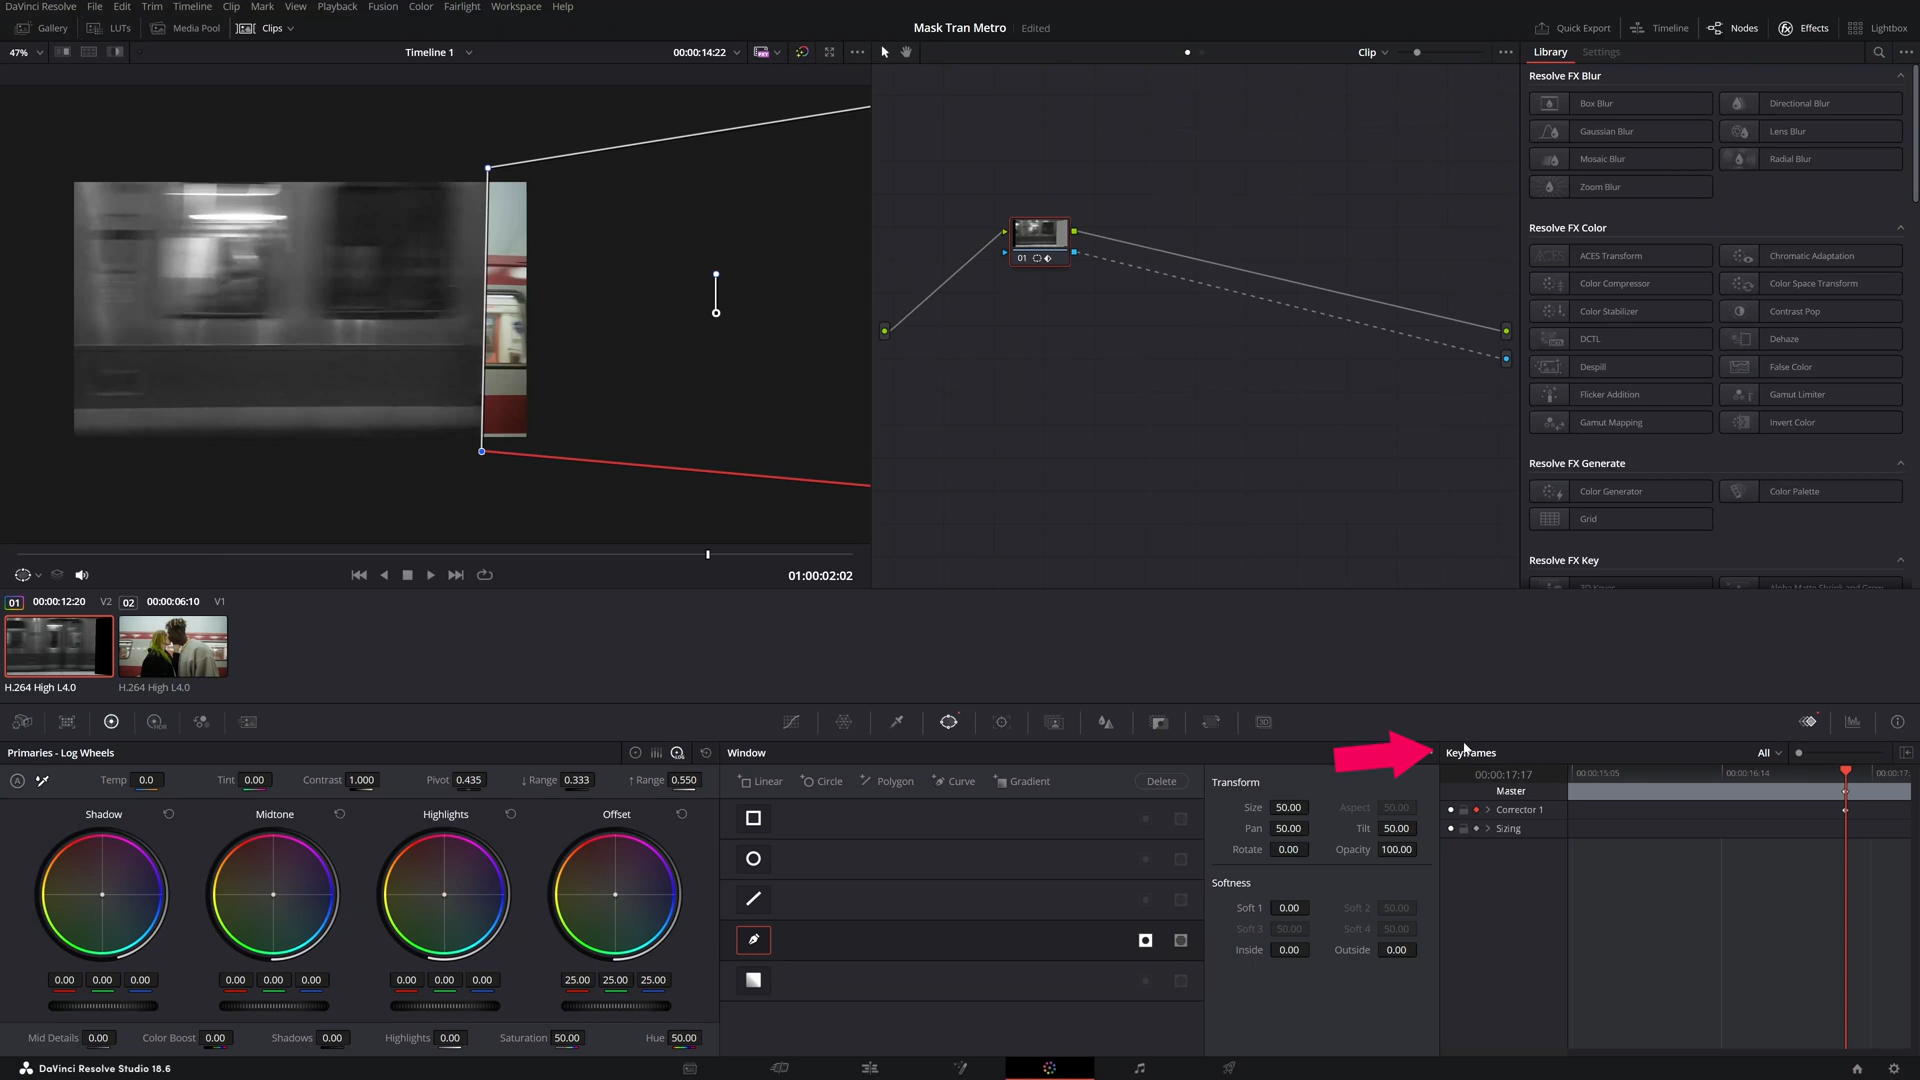 DaVinci Resolve File Edit Trim Timeline Clip Mark View Playback Fusion Color Fairlight Workspace Help
Gallery LUTs Media Pool Clips Mask Tran Metro Edited Quick Export Timeline Nodes Effects Lightbox
47% Timeline 1 00:00:14:22 Clip Library Settings
Resolve FX Blur
Box Blur Directional Blur
Gaussian Blur Lens Blur
Mosaic Blur Radial Blur
Zoom Blur
Resolve FX Color
ACES Transform Chromatic Adaptation
Color Compressor Color Space Transform
Color Stabilizer Contrast Pop
DCTL Dehaze
Despill False Color
Flicker Addition Gamut Limiter
Gamut Mapping Invert Color
Resolve FX Generate
Color Generator Color Palette
Grid
Resolve FX Key
01
01:00:02:02
01 00:00:12:20 V2 02 00:00:06:10 V1
H.264 High L4.0 H.264 High L4.0
Primaries - Log Wheels Window Keyframes All
Temp 0.0 Tint 0.00 Contrast 1.000 Pivot 0.435 ↓ Range 0.333 ↑ Range 0.550
Linear Circle Polygon Curve Gradient Delete
Transform
Size 50.00 Aspect 50.00
Pan 50.00 Tilt 50.00
Rotate 0.00 Opacity 100.00
Softness
Soft 1 0.00 Soft 2 50.00
Soft 3 50.00 Soft 4 50.00
Inside 0.00 Outside 0.00
00:00:17:17 00:00:15:05 00:00:16:14 00:00:17:
Master
Corrector 1
Sizing
Shadow Midtone Highlights Offset
0.00 0.00 0.00 0.00 0.00 0.00 0.00 0.00 0.00 25.00 25.00 25.00
Mid Details 0.00 Color Boost 0.00 Shadows 0.00 Highlights 0.00 Saturation 50.00 Hue 50.00
DaVinci Resolve Studio 18.6